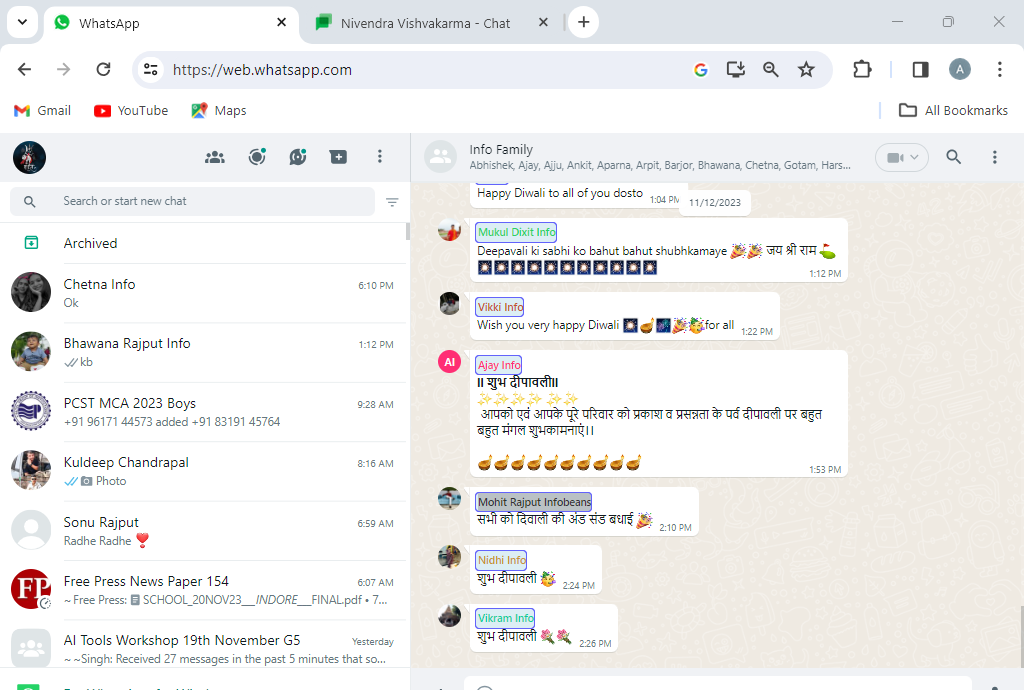 WhatsApp
Nivendra Vishvakarma - Chat
https://web.whatsapp.com
A
Gmail
YouTube
Maps
All Bookmarks
Search or start new chat
Archived
Chetna Info
6:10 PM
Ok
Bhawana Rajput Info
1:12 PM
kb
PCST MCA 2023 Boys
9:28 AM
+91 96171 44573 added +91 83191 45764
Kuldeep Chandrapal
8:16 AM
Photo
Sonu Rajput
6:59 AM
Radhe Radhe ❣️
FP
Free Press News Paper 154
6:07 AM
~ Free Press: SCHOOL_20NOV23__INDORE__FINAL.pdf • 7...
AI Tools Workshop 19th November G5
Yesterday
~ ~Singh: Received 27 messages in the past 5 minutes that so...
Info Family
Abhishek, Ajay, Ajju, Ankit, Aparna, Arpit, Barjor, Bhawana, Chetna, Gotam, Hars...
Happy Diwali to all of you dosto 1:04 PM
11/12/2023
Mukul Dixit Info
Deepavali ki sabhi ko bahut bahut shubhkamaye 🎉🎉 जय श्री राम ⛳
🎇🎇🎇🎇🎇🎇🎇🎇🎇🎇🎇
1:12 PM
Vikki Info
Wish you very happy Diwali 🎇🪔🎆🎉🥳for all 1:22 PM
AI
Ajay Info
॥ शुभ दीपावली॥
✨✨✨✨ ✨✨
आपको एवं आपके पूरे परिवार को प्रकाश व प्रसन्नता के पर्व दीपावली पर बहुत
बहुत मंगल शुभकामनाएं।।
🪔🪔🪔🪔🪔🪔🪔🪔🪔🪔
1:53 PM
Mohit Rajput Infobeans
सभी को दिवाली की अंड संड बधाई 🎉 2:10 PM
Nidhi Info
शुभ दीपावली 🥳 2:24 PM
Vikram Info
शुभ दीपावली 💐💐 2:26 PM